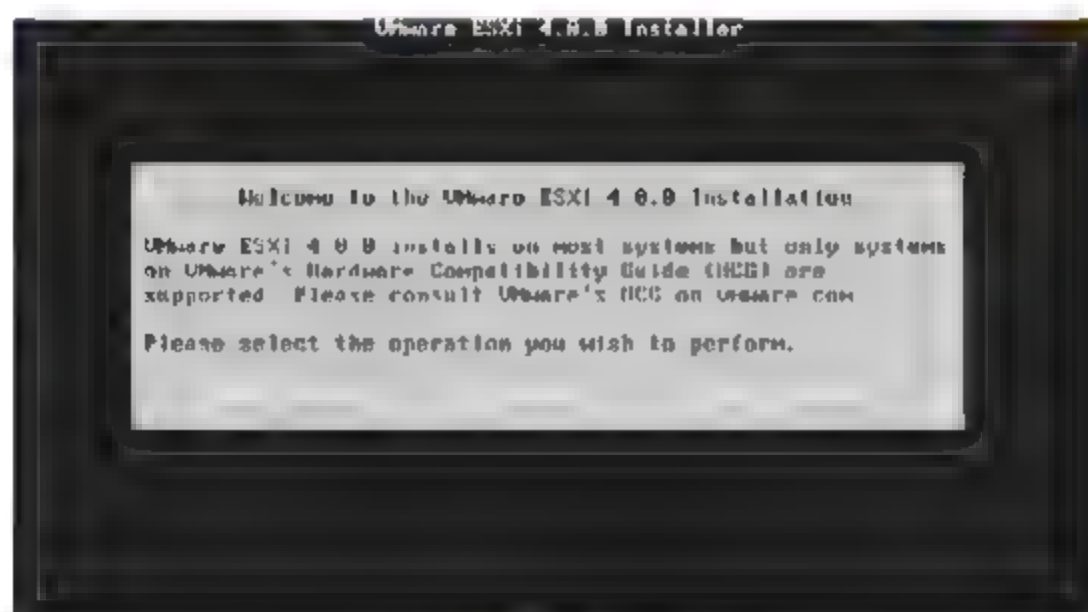 VMware ESXi 4.0.0 Installer
Welcome to the VMware ESXi 4.0.0 Installation
VMware ESXi 4.0.0 installs on most systems but only systems
on VMware's Hardware Compatibility Guide (HCG) are
supported. Please consult VMware's HCG on vmware.com
Please select the operation you wish to perform.